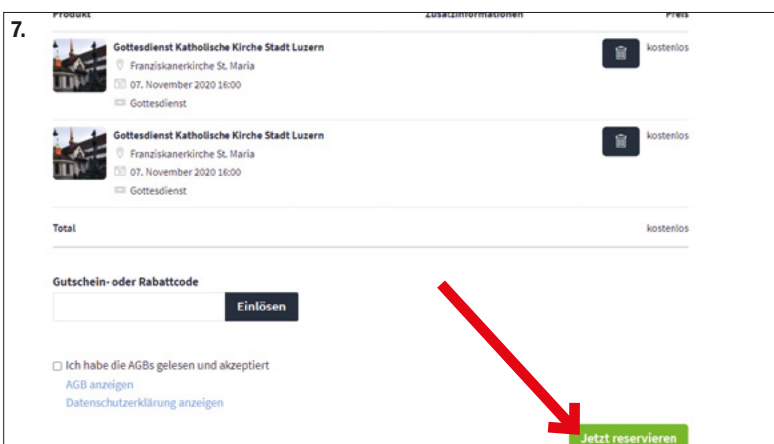 7.
Produkt Zusatzinformationen Preis
Gottesdienst Katholische Kirche Stadt Luzern kostenlos
Franziskanerkirche St. Maria
07. November 2020 16:00
Gottesdienst
Gottesdienst Katholische Kirche Stadt Luzern kostenlos
Franziskanerkirche St. Maria
07. November 2020 16:00
Gottesdienst
Total kostenlos
Gutschein- oder Rabattcode
Einlösen
Ich habe die AGBs gelesen und akzeptiert
AGB anzeigen
Datenschutzerklärung anzeigen
Jetzt reservieren